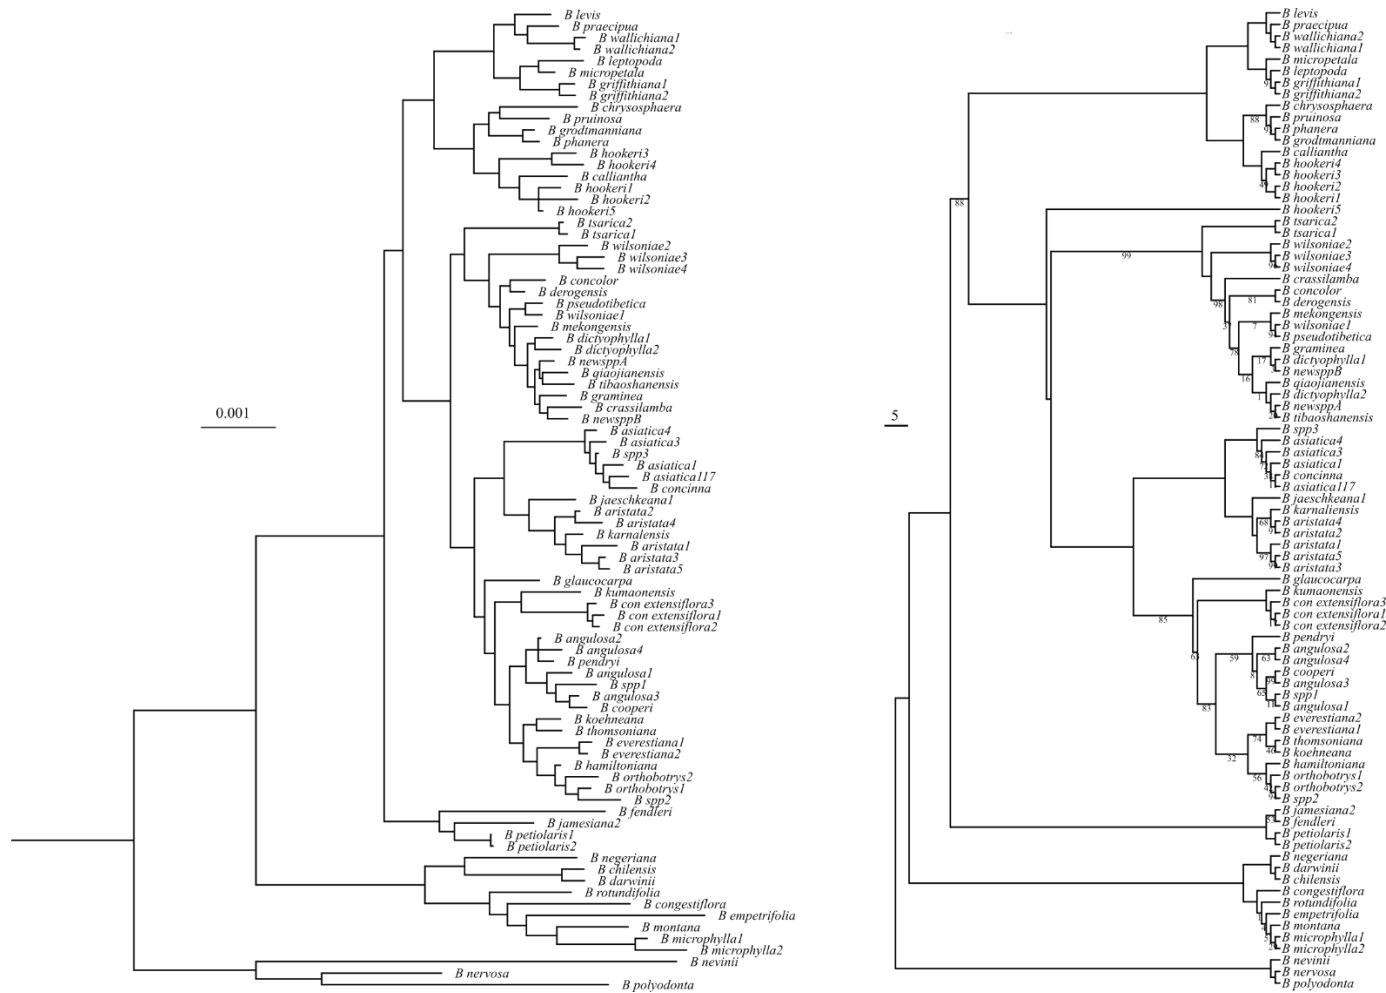 B levis
B praecipua
B wallichiana1
B wallichiana2
B leptopoda
B micropetala
B griffithiana1
B griffithiana2
B chrysosphaera
B pruinosa
B grodtmanniana
B phanera
B hookeri3
B hookeri4
B calliantha
B hookeri1
B hookeri2
B hookeri5
B tsarica2
B tsarica1
B wilsoniae2
B wilsoniae3
B wilsoniae4
B concolor
B derogensis
B pseudotibetica
B wilsoniae1
B mekongensis
B dictyophylla1
B dictyophylla2
B newsppA
B qiaojianensis
B tibaoshanensis
B graminea
B crassilamba
B newsppB
0.001
B asiatica4
B asiatica3
B spp3
B asiatica1
B asiatica117
B concinna
B jaeschkeana1
B aristata2
B aristata4
B karnalensis
B aristata1
B aristata3
B aristata5
B glaucocarpa
B kumaonensis
B con extensiflora3
B con extensiflora1
B con extensiflora2
B angulosa2
B angulosa4
B pendryi
B angulosa1
B spp1
B angulosa3
B cooperi
B koehneana
B thomsoniana
B everestiana1
B everestiana2
B hamiltoniana
B orthobotrys2
B orthobotrys1
B spp2
B fendleri
B jamesiana2
B petiolaris1
B petiolaris2
B negeriana
B chilensis
B darwinii
B rotundifolia
B congestiflora
B empetrifolia
B montana
B microphylla1
B microphylla2
B nevinii
B nervosa
B polyodonta
B levis
B praecipua
B wallichiana2
B wallichiana1
B micropetala
B leptopoda
B griffithiana1
B griffithiana2
B chrysosphaera
88
B pruinosa
B phanera
B grodtmanniana
B calliantha
B hookeri4
B hookeri3
49
B hookeri2
B hookeri1
88
B hookeri5
B tsarica2
B tsarica1
B wilsoniae2
99
B wilsoniae3
B wilsoniae4
B crassilamba
B concolor
81
98
B derogensis
B mekongensis
7
B wilsoniae1
B pseudotibetica
B graminea
78
17
B dictyophylla1
B newsppB
16
B qiaojianensis
B dictyophylla2
1
B newsppA
B tibaoshanensis
5
B spp3
B asiatica4
B asiatica3
B asiatica1
B concinna
B asiatica117
B jaeschkeana1
B karnaliensis
68
B aristata4
B aristata2
B aristata1
97
B aristata5
B aristata3
B glaucocarpa
B kumaonensis
B con extensiflora3
85
B con extensiflora1
B con extensiflora2
B pendryi
B angulosa2
63
59
B angulosa4
B cooperi
B angulosa3
65
B spp1
83
B angulosa1
B everestiana2
B everestiana1
74
B thomsoniana
46
B koehneana
32
B hamiltoniana
56
B orthobotrys1
B orthobotrys2
B spp2
B jamesiana2
B fendleri
B petiolaris1
B petiolaris2
B negeriana
B darwinii
B chilensis
B congestiflora
B rotundifolia
B empetrifolia
B montana
B microphylla1
B microphylla2
B nevinii
B nervosa
B polyodonta